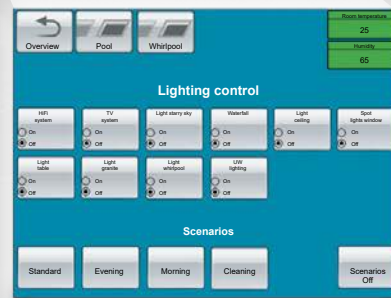 Overview Pool Whirlpool
Room temperature
25
Humidity
65
Lighting control
HiFi system
On
Off
TV system
On
Off
Light starry sky
On
Off
Waterfall
On
Off
Light ceiling
On
Off
Spot lights window
On
Off
Light table
On
Off
Light granite
On
Off
Light whirlpool
On
Off
UW lighting
On
Off
Scenarios
Standard Evening Morning Cleaning Scenarios Off